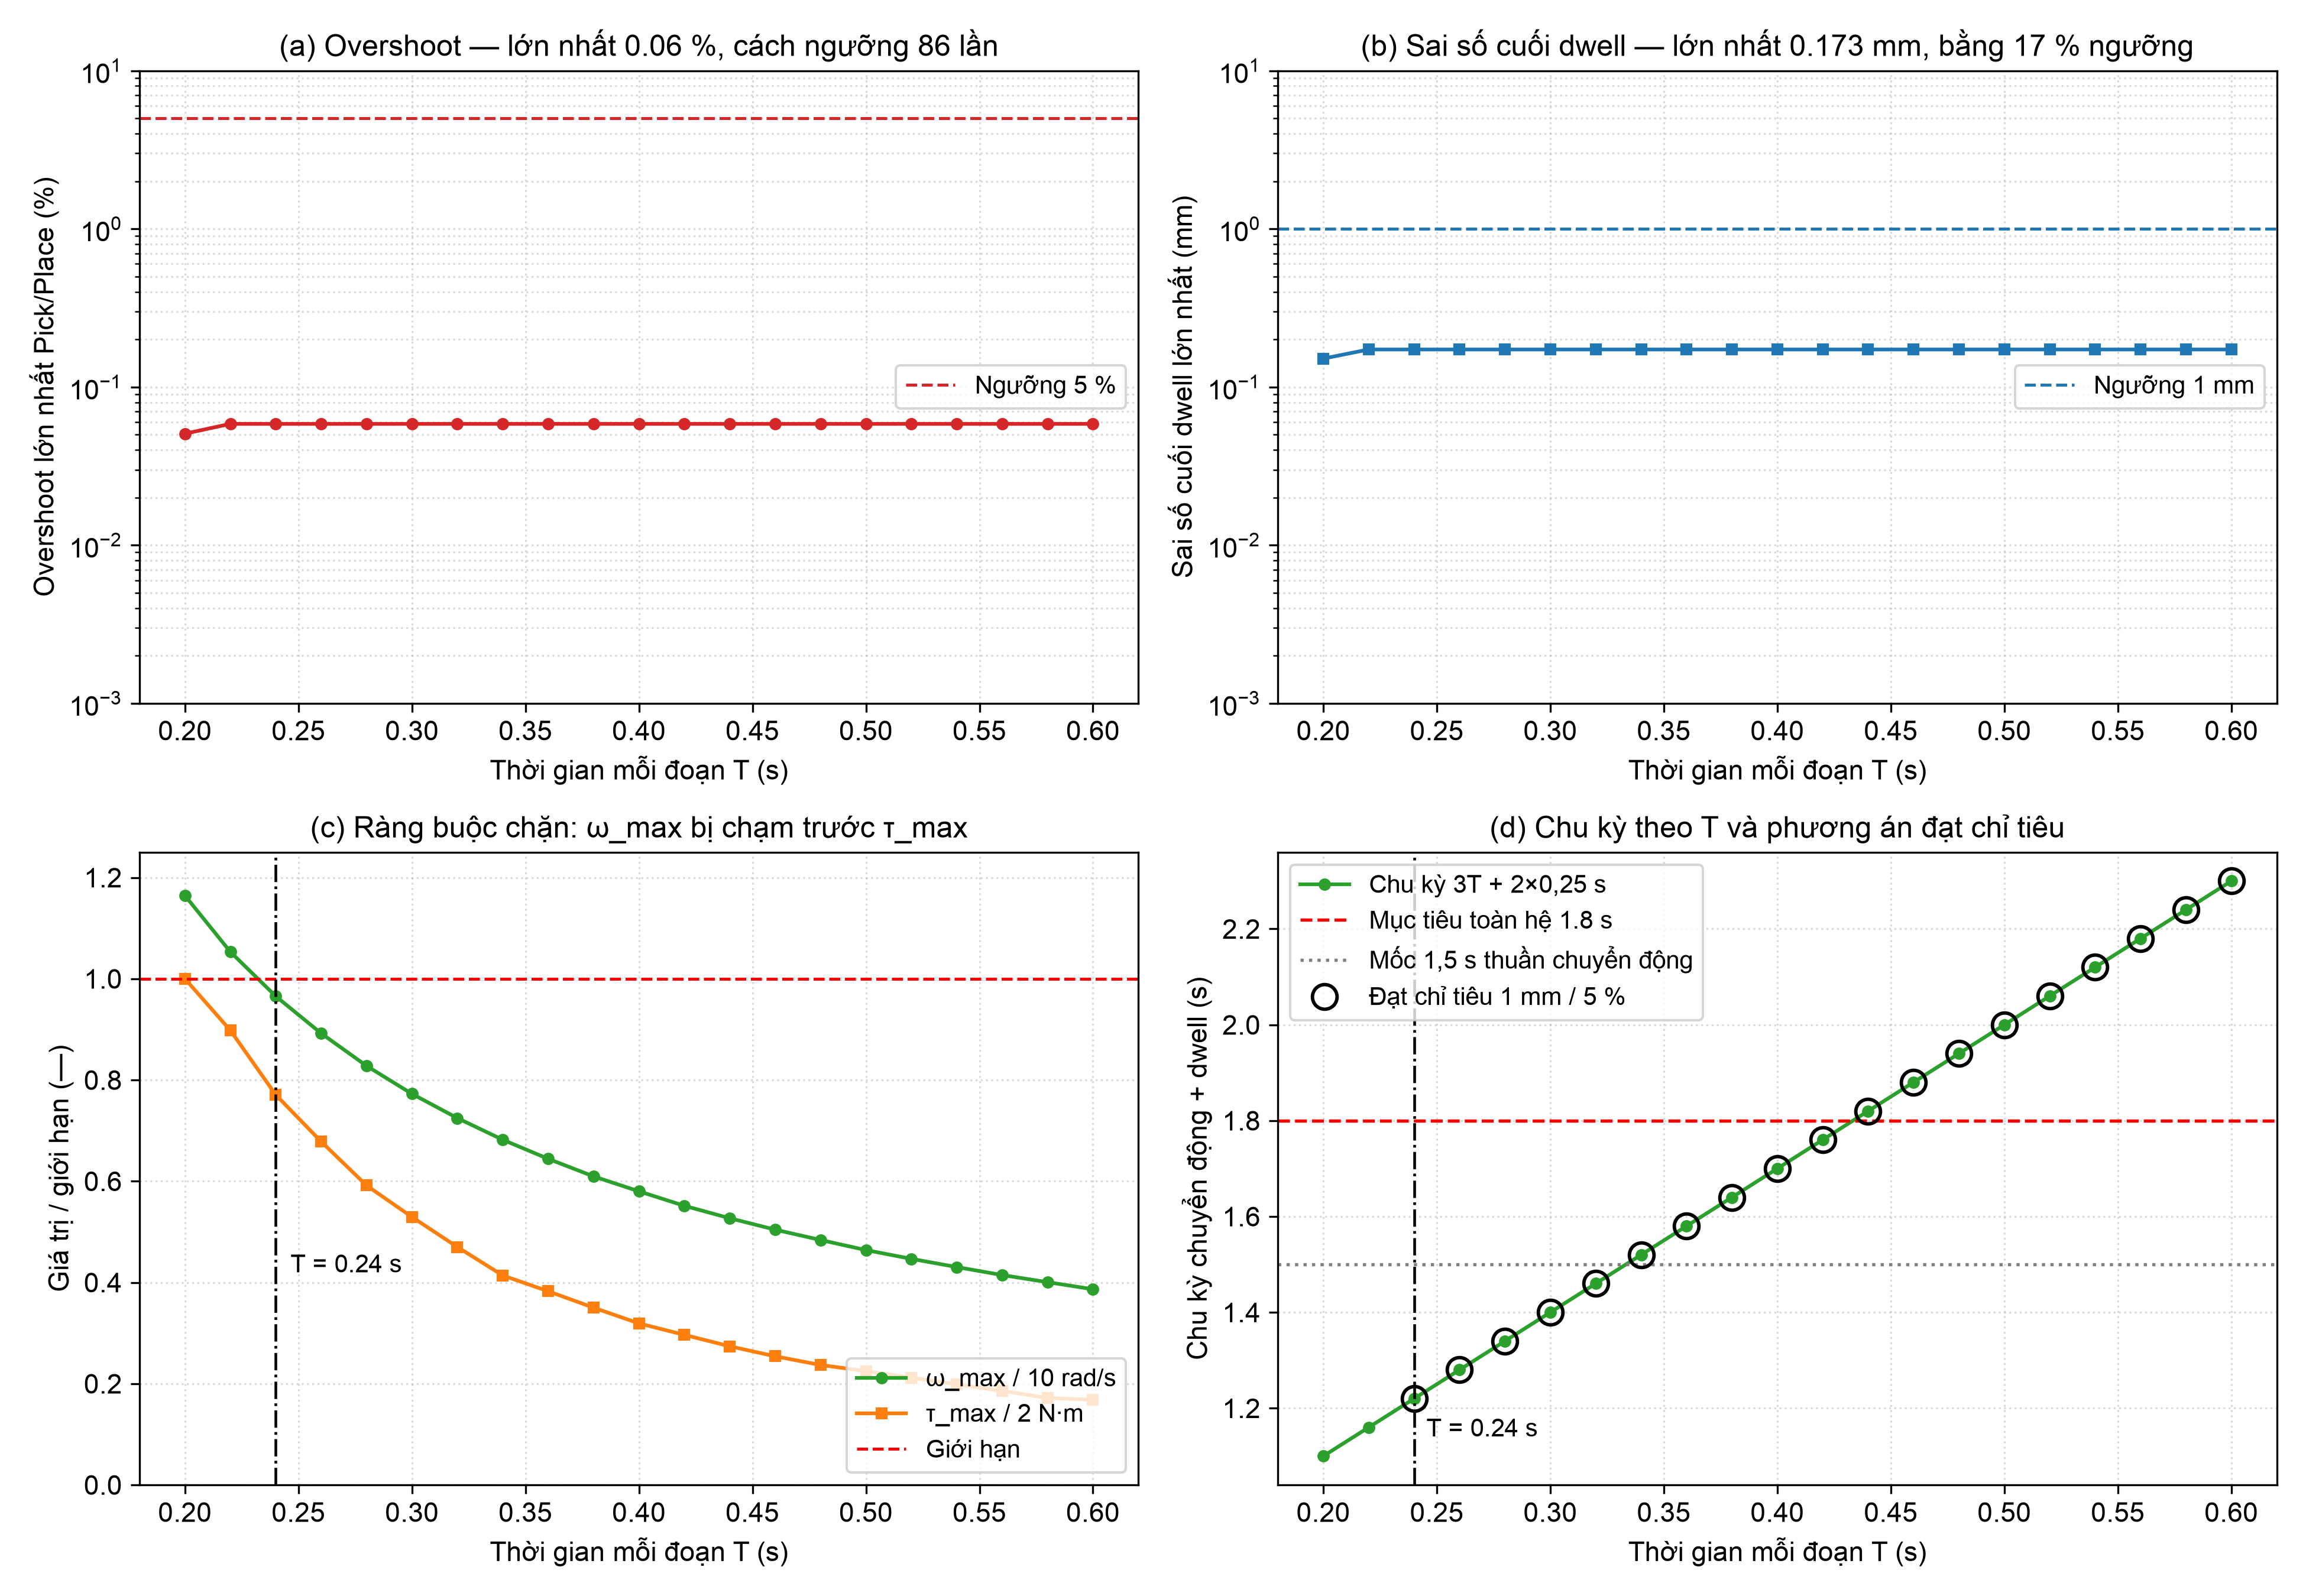 (a) Overshoot — lớn nhất 0.06 %, cách ngưỡng 86 lần
Overshoot lớn nhất Pick/Place (%)
10¹
10⁰
10⁻¹
10⁻²
10⁻³
Ngưỡng 5 %
0.20 0.25 0.30 0.35 0.40 0.45 0.50 0.55 0.60
Thời gian mỗi đoạn T (s)
(b) Sai số cuối dwell — lớn nhất 0.173 mm, bằng 17 % ngưỡng
Sai số cuối dwell lớn nhất (mm)
10¹
10⁰
10⁻¹
10⁻²
10⁻³
Ngưỡng 1 mm
0.20 0.25 0.30 0.35 0.40 0.45 0.50 0.55 0.60
Thời gian mỗi đoạn T (s)
(c) Ràng buộc chặn: ω_max bị chạm trước τ_max
Giá trị / giới hạn (—)
1.2
1.0
0.8
0.6
0.4
0.2
0.0
T = 0.24 s
ω_max / 10 rad/s
τ_max / 2 N·m
Giới hạn
0.20 0.25 0.30 0.35 0.40 0.45 0.50 0.55 0.60
Thời gian mỗi đoạn T (s)
(d) Chu kỳ theo T và phương án đạt chỉ tiêu
Chu kỳ chuyển động + dwell (s)
Chu kỳ 3T + 2×0,25 s
Mục tiêu toàn hệ 1.8 s
Mốc 1,5 s thuần chuyển động
Đạt chỉ tiêu 1 mm / 5 %
2.2
2.0
1.8
1.6
1.4
1.2
T = 0.24 s
0.20 0.25 0.30 0.35 0.40 0.45 0.50 0.55 0.60
Thời gian mỗi đoạn T (s)